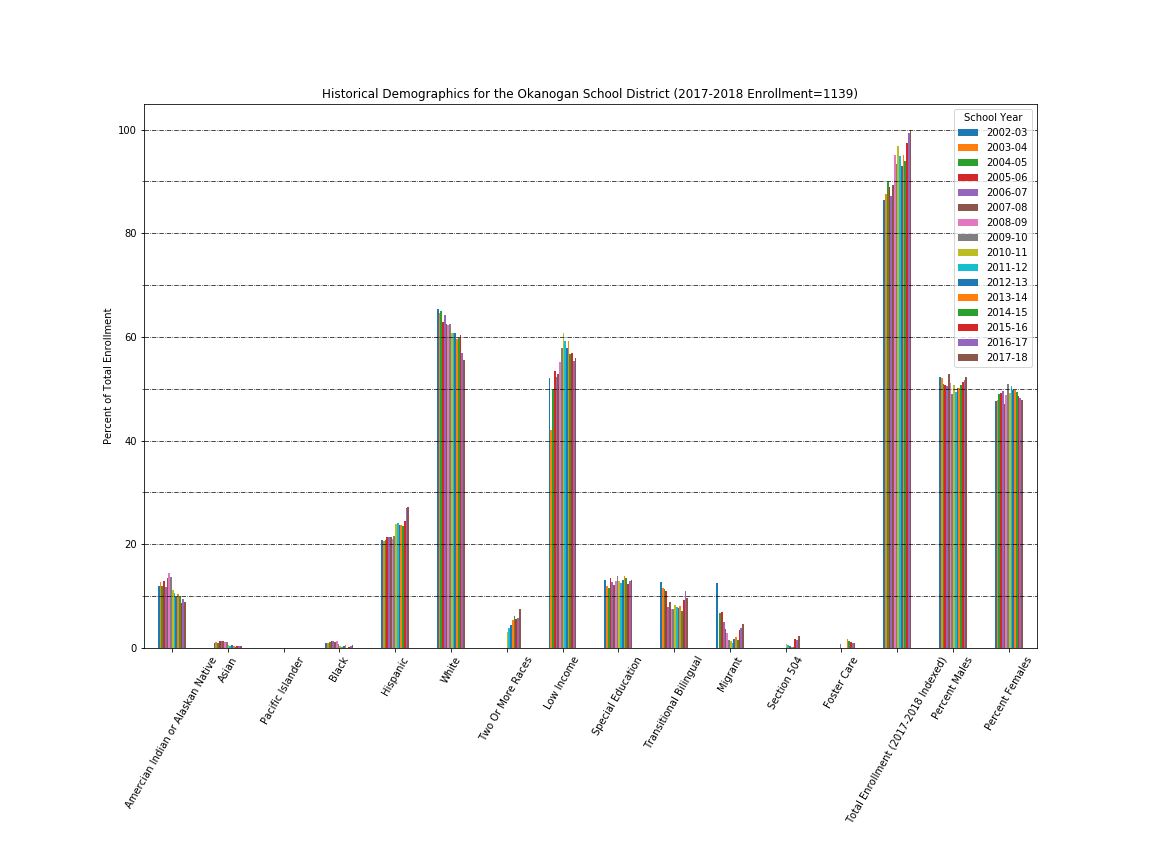 Historical Demographics for the Okanogan School District (2017-2018 Enrollment=1139)
Percent of Total Enrollment
100
80
60
40
20
0
School Year
2002-03
2003-04
2004-05
2005-06
2006-07
2007-08
2008-09
2009-10
2010-11
2011-12
2012-13
2013-14
2014-15
2015-16
2016-17
2017-18
Amercian Indian or Alaskan Native
Asian
Pacific Islander
Black
Hispanic
White
Two Or More Races
Low Income
Special Education
Transitional Bilingual
Migrant
Section 504
Foster Care
Total Enrollment (2017-2018 Indexed)
Percent Males
Percent Females